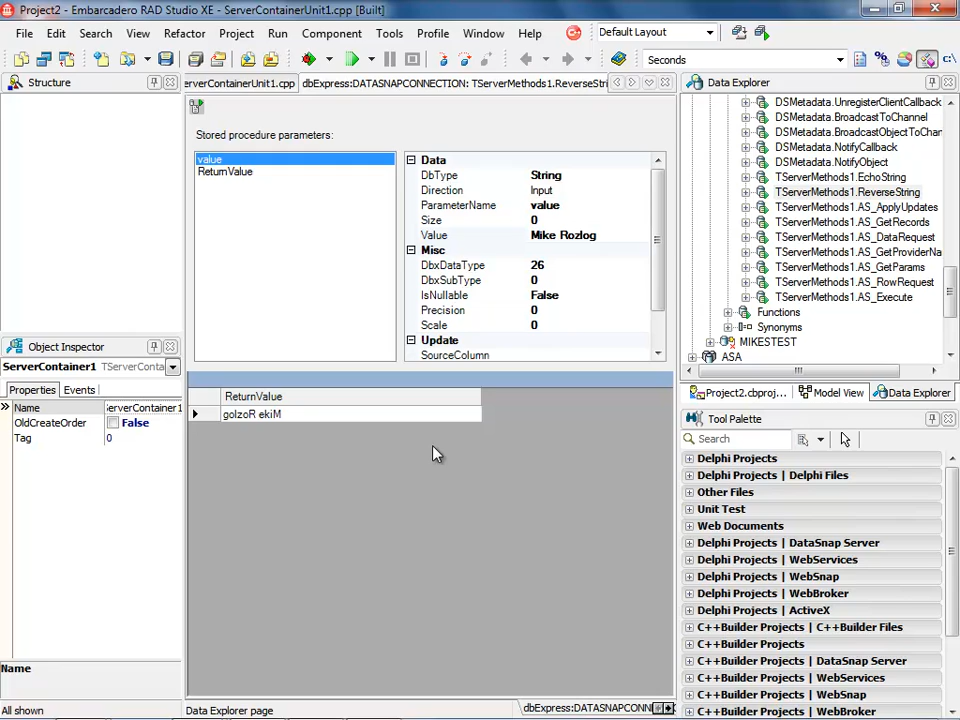 Project2 - Embarcadero RAD Studio XE - ServerContainerUnit1.cpp [Built]
File Edit Search View Refactor Project Run Component Tools Profile Window Help Default Layout
Seconds
Structure
erverContainerUnit1.cpp dbExpress:DATASNAPCONNECTION: TServerMethods1.ReverseStri
Data Explorer
Stored procedure parameters:
value
ReturnValue
Data
DbType String
Direction Input
ParameterName value
Size 0
Value Mike Rozlog
Misc
DbxDataType 26
DbxSubType 0
IsNullable False
Precision 0
Scale 0
Update
SourceColumn
DSMetadata.UnregisterClientCallback
DSMetadata.BroadcastToChannel
DSMetadata.BroadcastObjectToChan
DSMetadata.NotifyCallback
DSMetadata.NotifyObject
TServerMethods1.EchoString
TServerMethods1.ReverseString
TServerMethods1.AS_ApplyUpdates
TServerMethods1.AS_GetRecords
TServerMethods1.AS_DataRequest
TServerMethods1.AS_GetProviderNa
TServerMethods1.AS_GetParams
TServerMethods1.AS_RowRequest
TServerMethods1.AS_Execute
Functions
Synonyms
MIKESTEST
ASA
Object Inspector
ServerContainer1 TServerConta
Properties Events
Name ServerContainer1
OldCreateOrder False
Tag 0
ReturnValue
golzoR ekiM
Project2.cbproj... Model View Data Explorer
Tool Palette
Search
Delphi Projects
Delphi Projects | Delphi Files
Other Files
Unit Test
Web Documents
Delphi Projects | DataSnap Server
Delphi Projects | WebServices
Delphi Projects | WebSnap
Delphi Projects | WebBroker
Delphi Projects | ActiveX
C++Builder Projects | C++Builder Files
C++Builder Projects
C++Builder Projects | DataSnap Server
C++Builder Projects | WebServices
C++Builder Projects | WebSnap
C++Builder Projects | WebBroker
Name
All shown
Data Explorer page
dbExpress:DATASNAPCONN